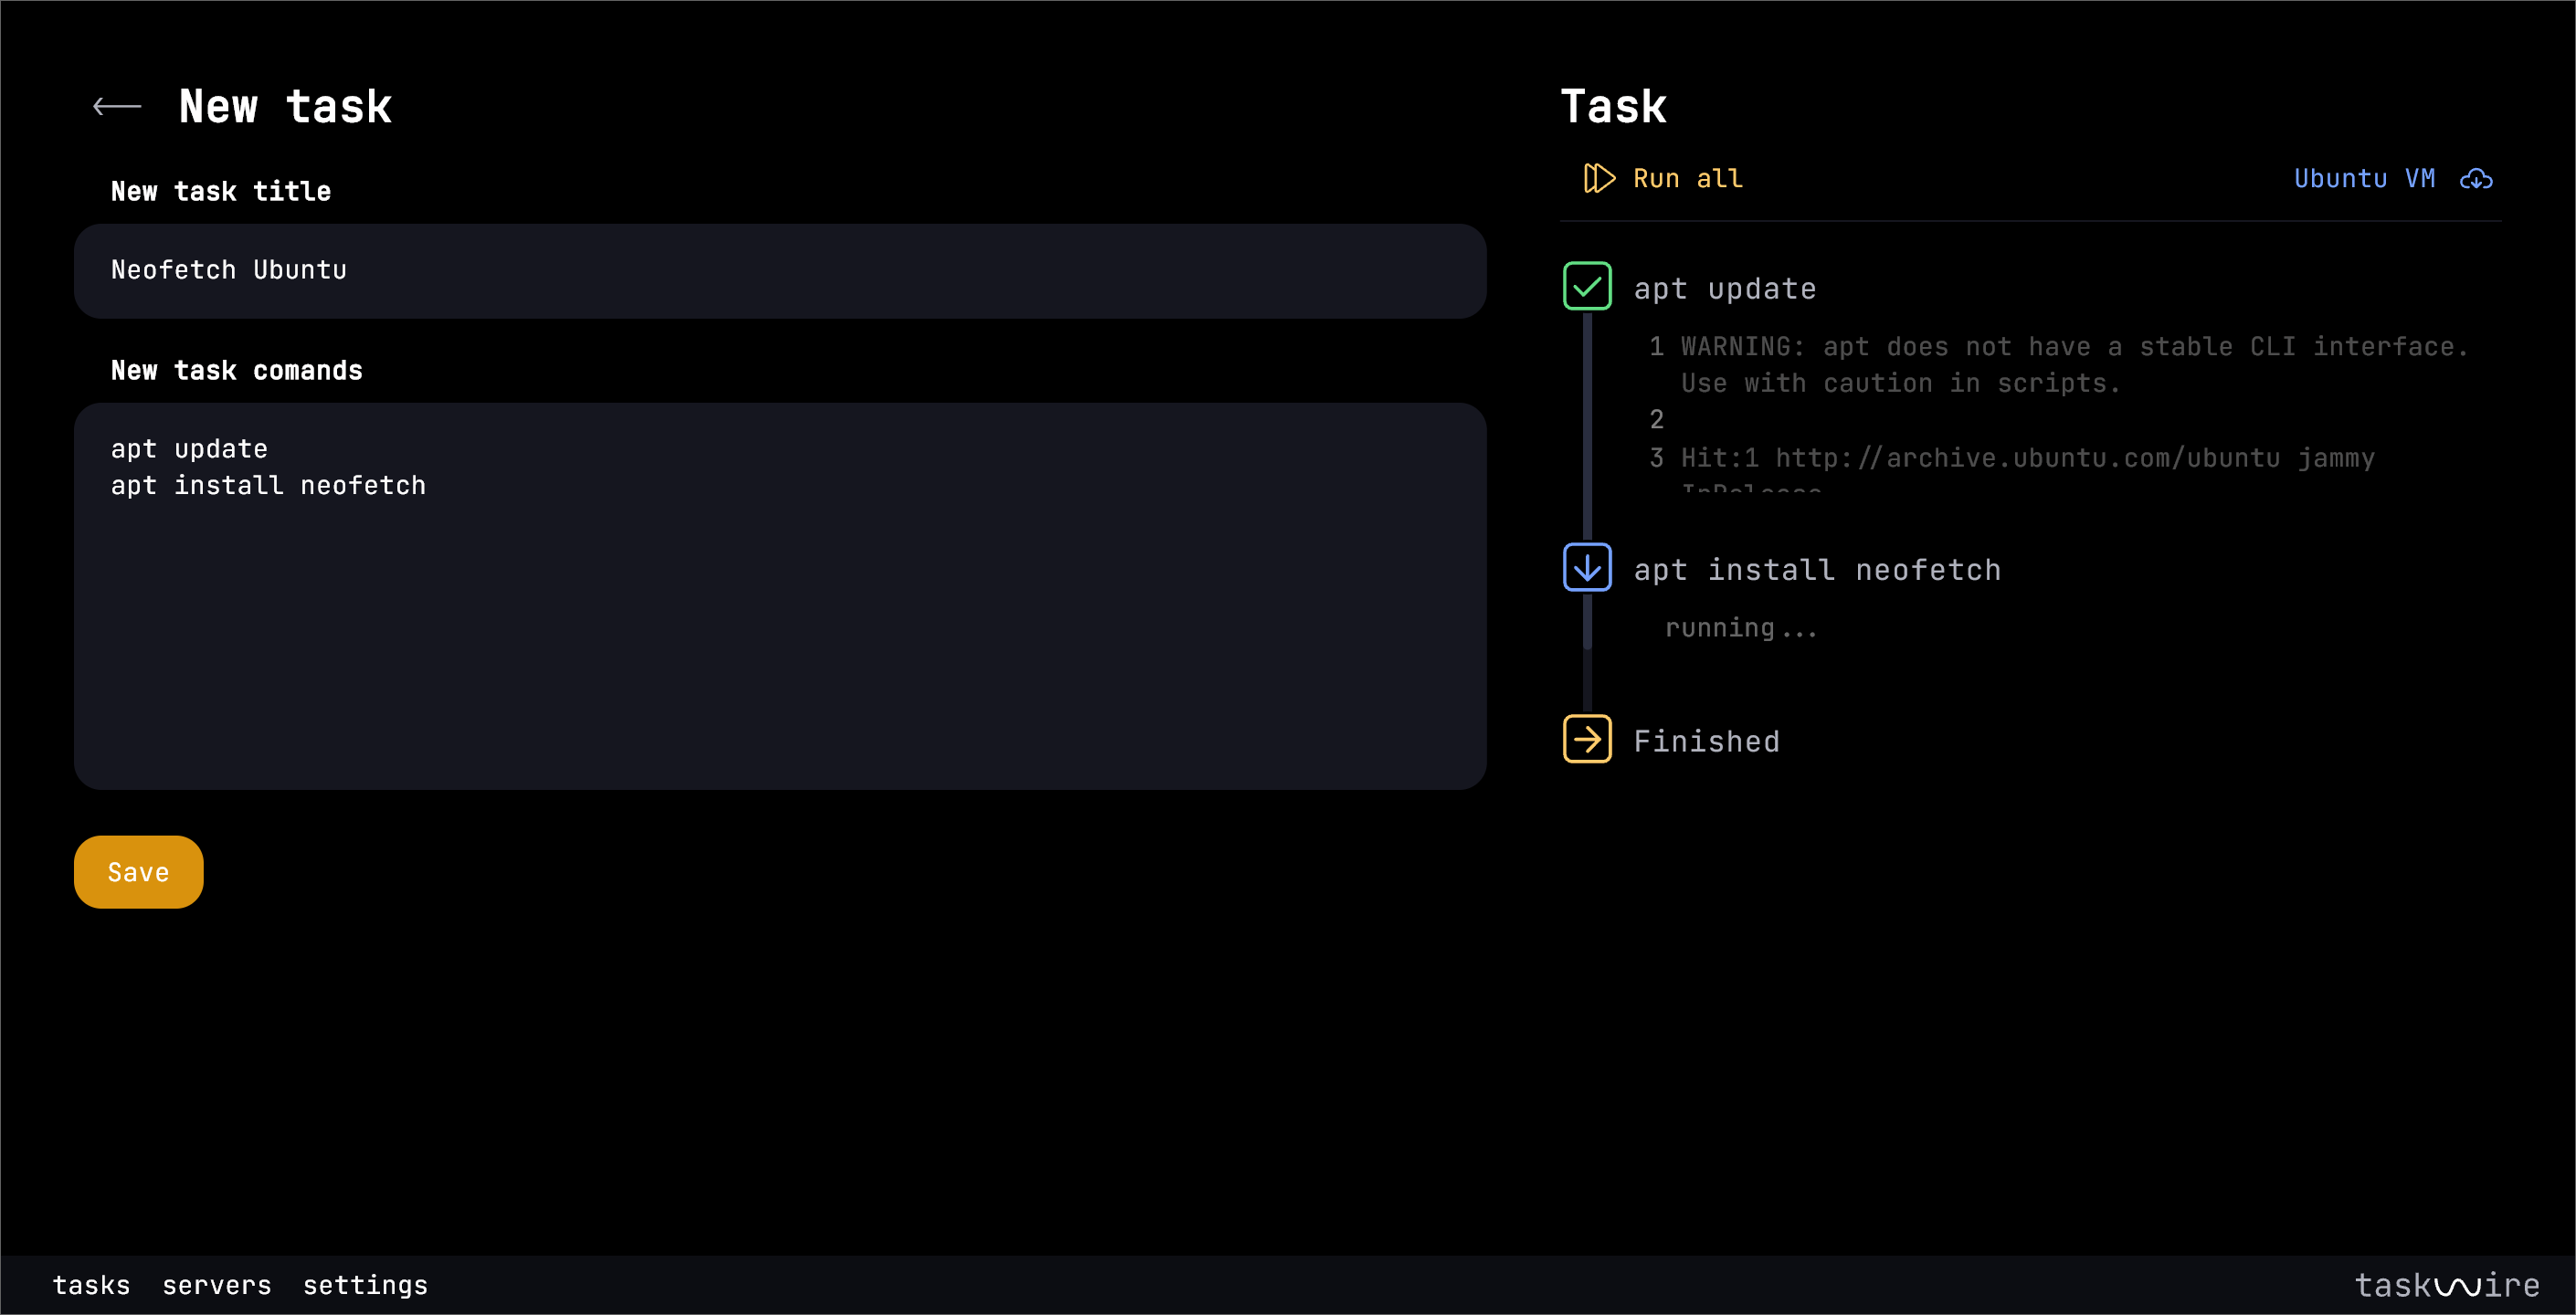 New task
New task title
Neofetch Ubuntu
New task comands
apt update
apt install neofetch
Save
Task
Run all
Ubuntu VM
apt update
1 WARNING: apt does not have a stable CLI interface.
Use with caution in scripts.
2
3 Hit:1 http://archive.ubuntu.com/ubuntu jammy
InRelease
apt install neofetch
running...
Finished
tasks servers settings
taskwire